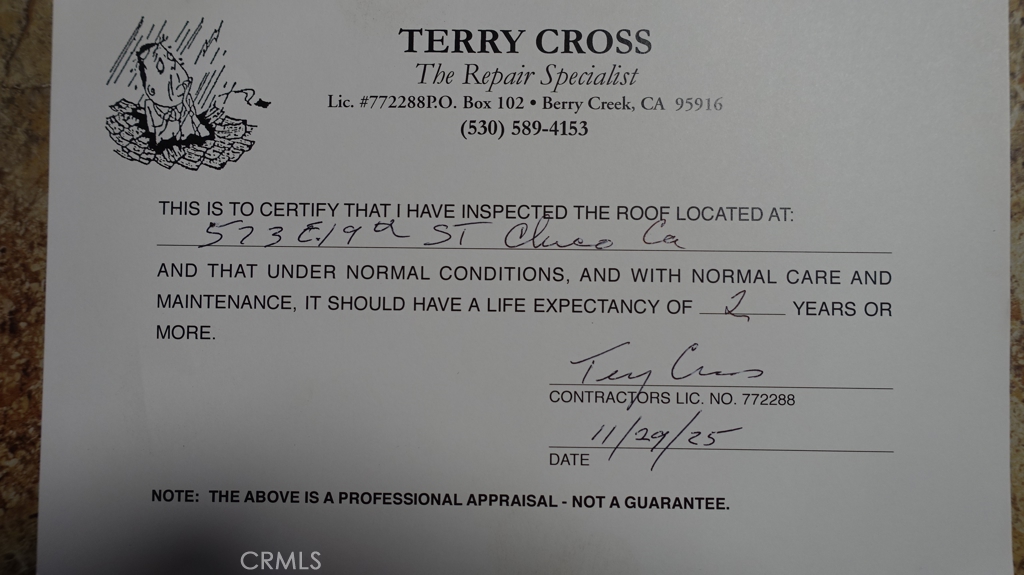 TERRY CROSS
The Repair Specialist
Lic. #772288P.O. Box 102 • Berry Creek, CA 95916
(530) 589-4153
THIS IS TO CERTIFY THAT I HAVE INSPECTED THE ROOF LOCATED AT:
573 E.19th ST Chico Ca
AND THAT UNDER NORMAL CONDITIONS, AND WITH NORMAL CARE AND
MAINTENANCE, IT SHOULD HAVE A LIFE EXPECTANCY OF 2 YEARS OR
MORE.
Terry Cross
CONTRACTORS LIC. NO. 772288
11/29/25
DATE
NOTE: THE ABOVE IS A PROFESSIONAL APPRAISAL - NOT A GUARANTEE.
CRMLS